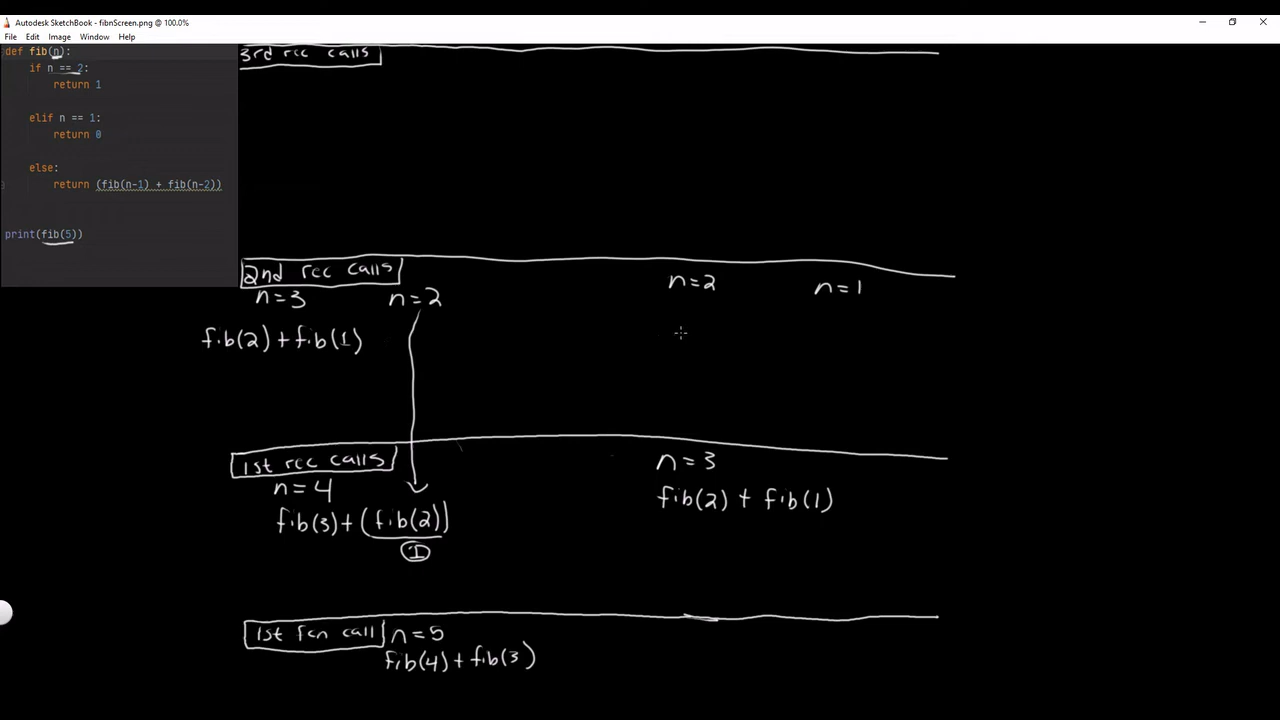 Autodesk SketchBook - fibnScreen.png @ 100.0%
File Edit Image Window Help
def fib(n):
if n == 2:
return 1
elif n == 1:
return 0
else:
return (fib(n-1) + fib(n-2))
print(fib(5))
3rd rec calls
2nd rec calls
n=3 n=2 n=2 n=1
fib(2)+fib(1)
1st rec calls
n=4 n=3
fib(3)+(fib(2)) fib(2) + fib(1)
1
1st fcn call n=5
fib(4)+fib(3)